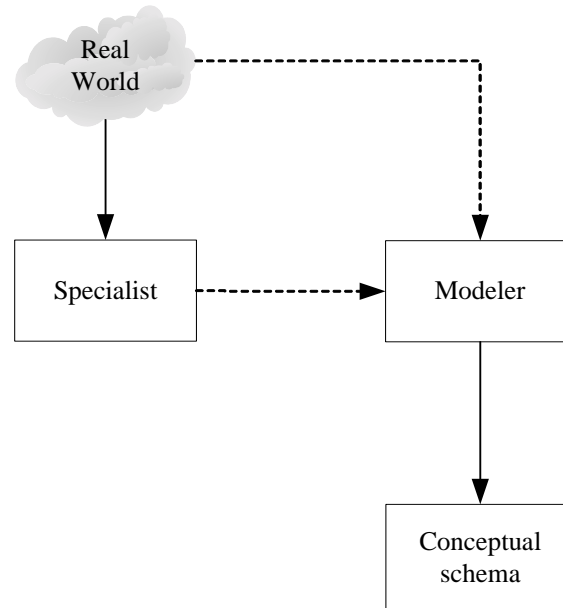 Real
World
Specialist
Modeler
Conceptual
schema